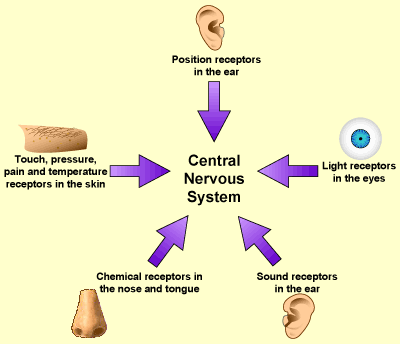 Position receptors
in the ear
Touch, pressure,
pain and temperature
receptors in the skin
Central
Nervous
System
Light receptors
in the eyes
Chemical receptors in
the nose and tongue
Sound receptors
in the ear